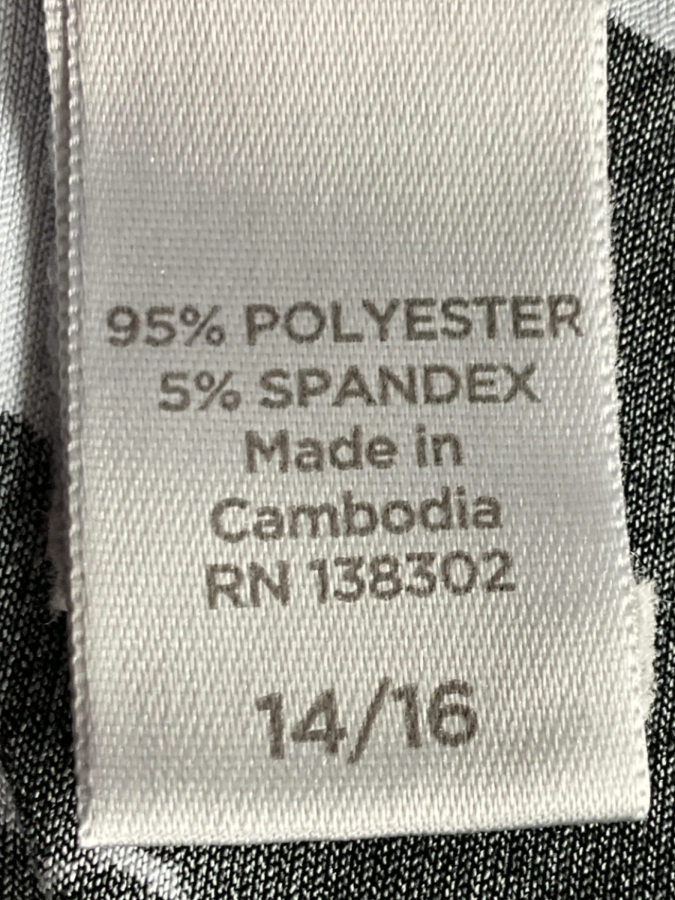 95% POLYESTER
5% SPANDEX
Made in
Cambodia
RN 138302
14/16